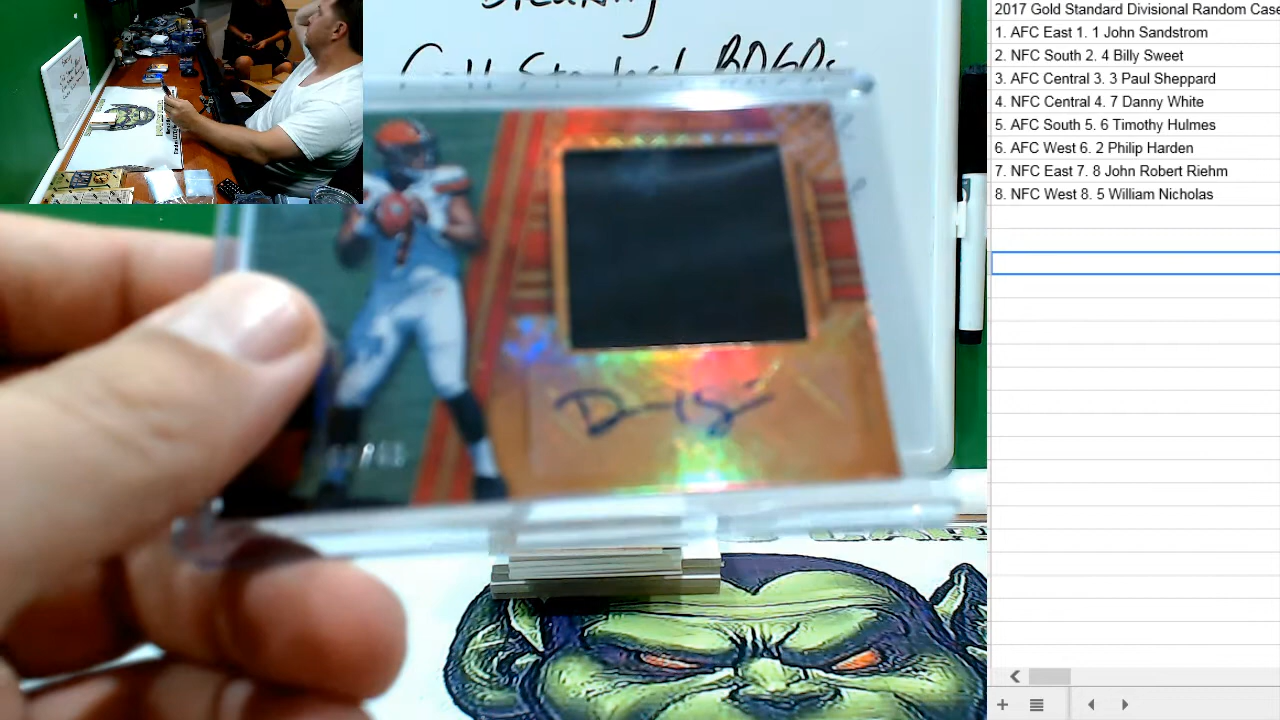 Breaking
2017 Gold Standard Divisional Random Case
1. AFC East 1. 1 John Sandstrom
2. NFC South 2. 4 Billy Sweet
3. AFC Central 3. 3 Paul Sheppard
4. NFC Central 4. 7 Danny White
5. AFC South 5. 6 Timothy Hulmes
6. AFC West 6. 2 Philip Harden
7. NFC East 7. 8 John Robert Riehm
8. NFC West 8. 5 William Nicholas
7